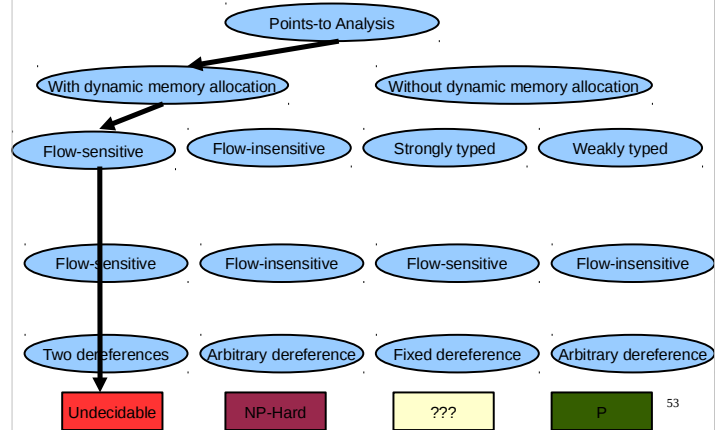 Points-to Analysis
With dynamic memory allocation
Without dynamic memory allocation
Flow-sensitive
Flow-insensitive
Strongly typed
Weakly typed
Flow-sensitive
Flow-insensitive
Flow-sensitive
Flow-insensitive
Two dereferences
Arbitrary dereference
Fixed dereference
Arbitrary dereference
Undecidable
NP-Hard
???
P
53